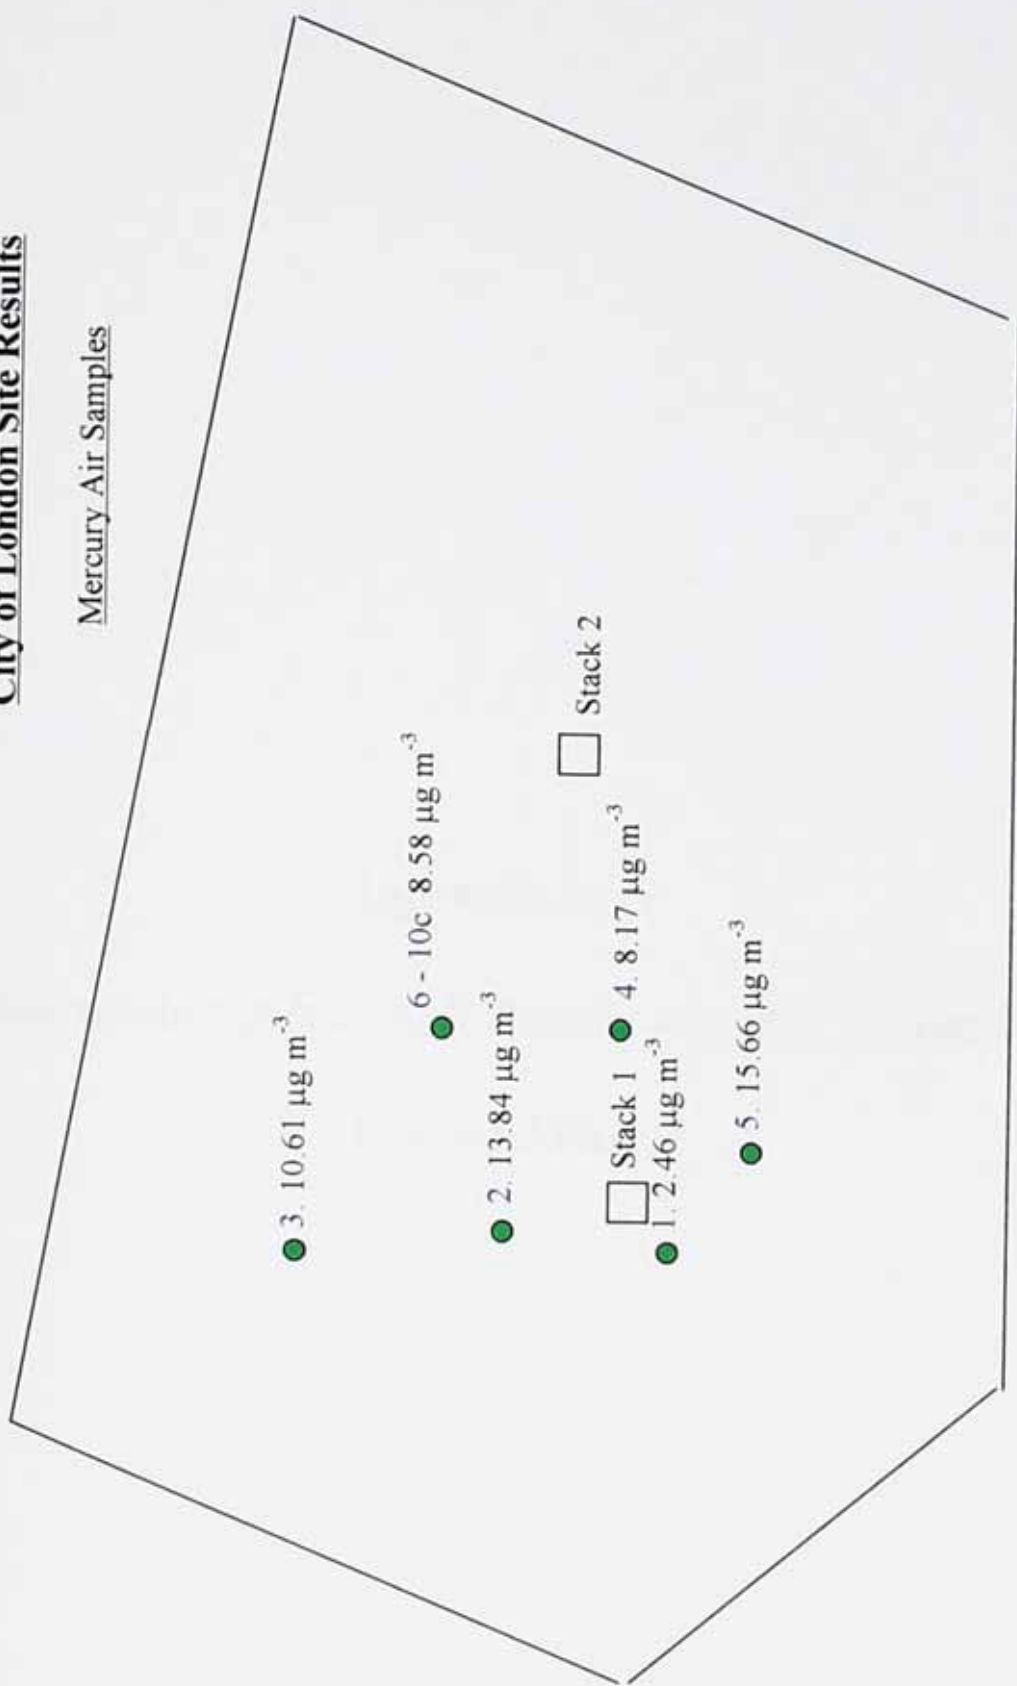 City of London Site Results
Mercury Air Samples
3. 10.61 µg m⁻³
6 - 10c 8.58 µg m⁻³
2. 13.84 µg m⁻³
Stack 2
Stack 1
4. 8.17 µg m⁻³
1. 2.46 µg m⁻³
5. 15.66 µg m⁻³